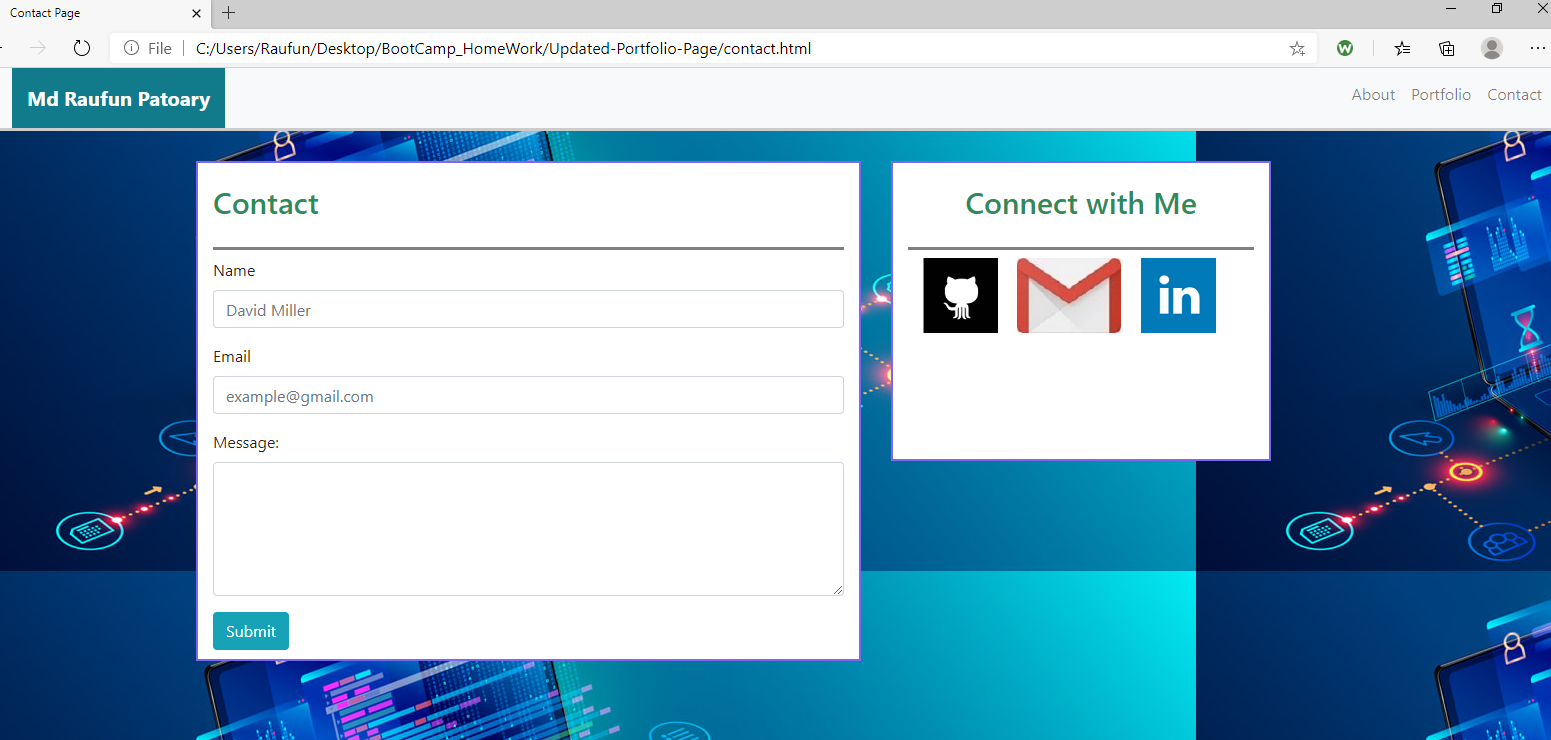 Contact Page
File
C:/Users/Raufun/Desktop/BootCamp_HomeWork/Updated-Portfolio-Page/contact.html
Md Raufun Patoary
About Portfolio Contact
Contact
Name
David Miller
Email
example@gmail.com
Message:
Submit
Connect with Me
in